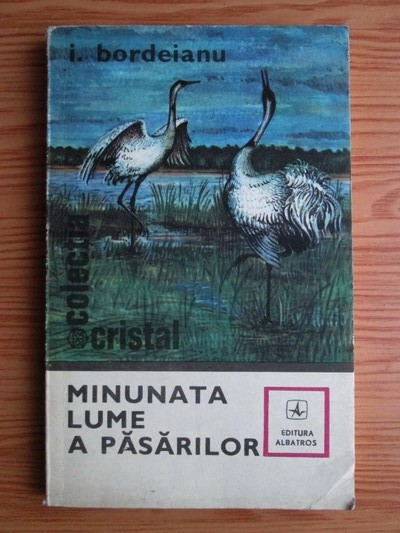 i. bordeianu
colecția
cristal
MINUNATA
LUME
A PĂSĂRILOR
EDITURA
ALBATROS